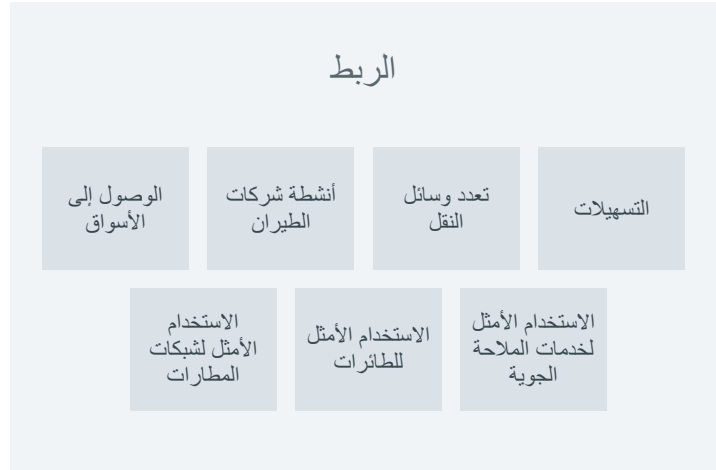 الربط
التسهيلات
تعدد وسائل
النقل
أنشطة شركات
الطيران
الوصول إلى
الأسواق
الاستخدام الأمثل
لخدمات الملاحة
الجوية
الاستخدام الأمثل
للطائرات
الاستخدام
الأمثل لشبكات
المطارات